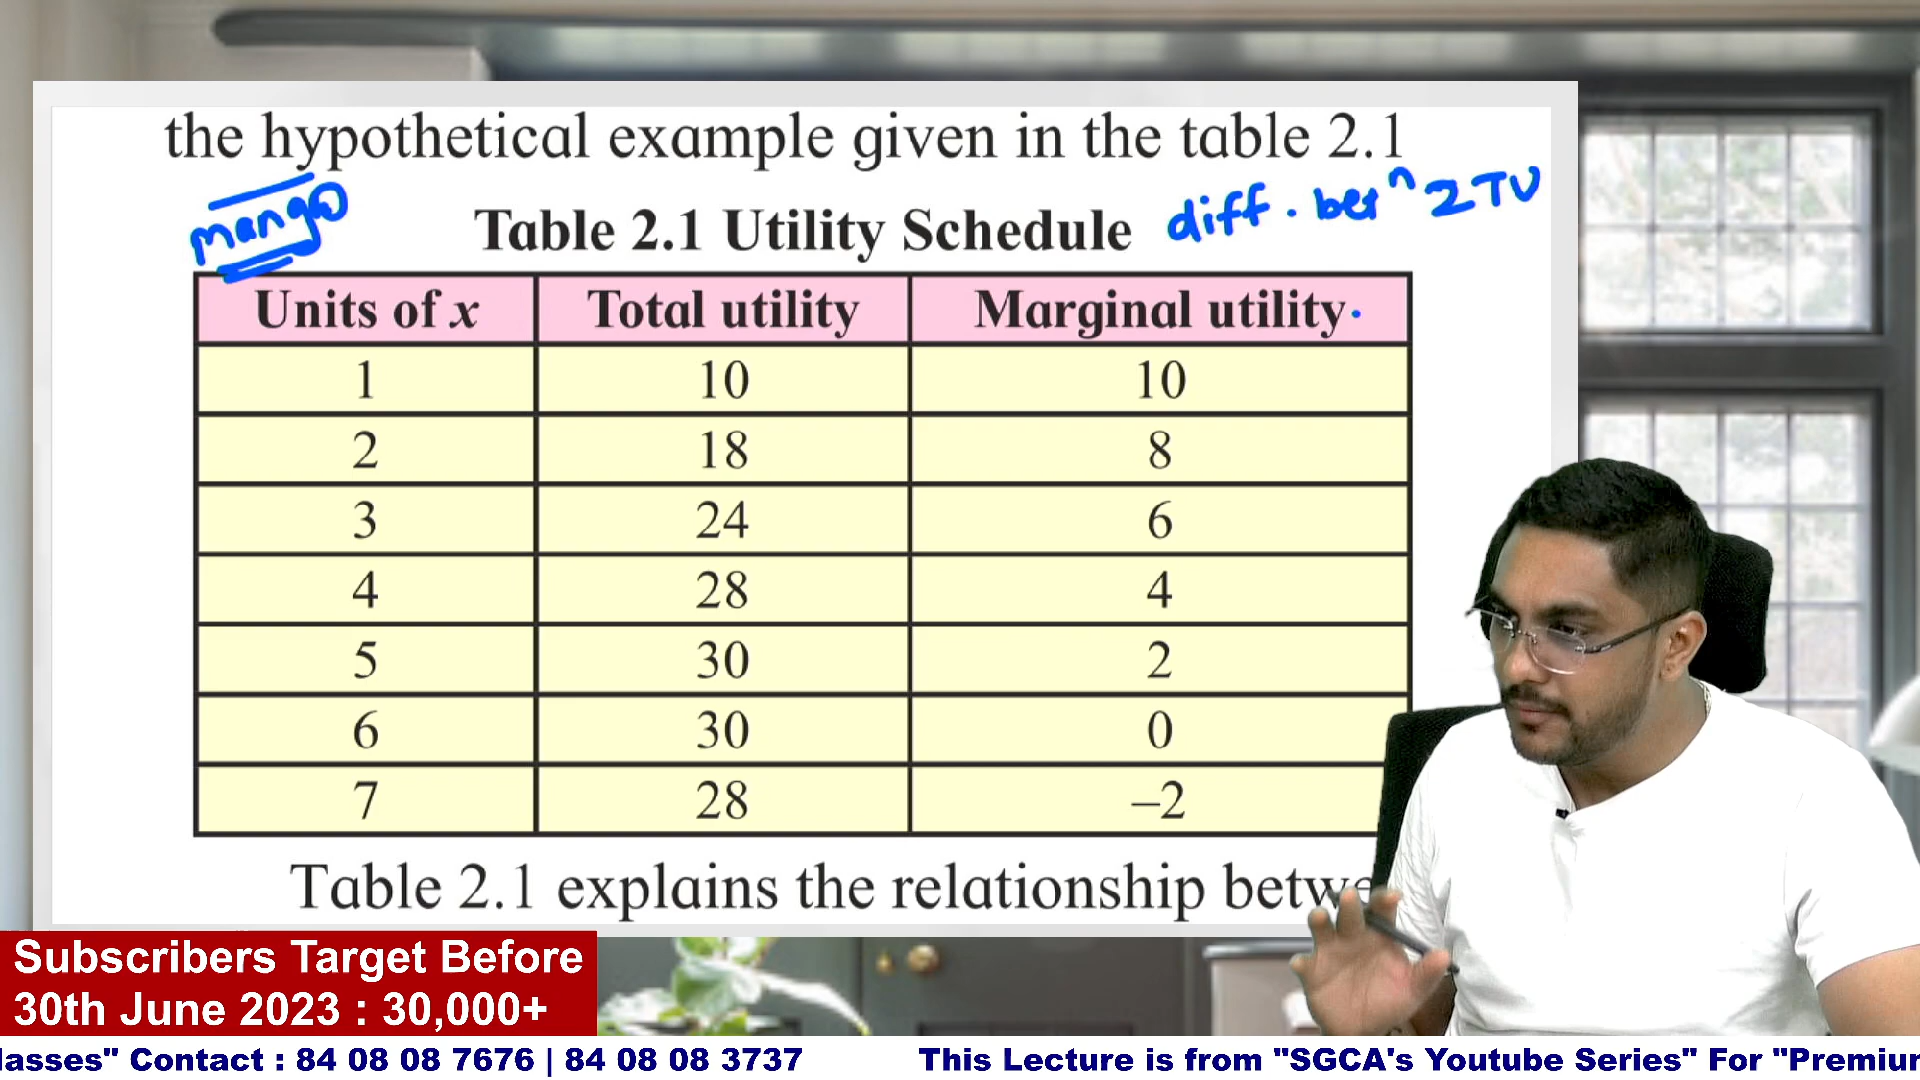 the hypothetical example given in the table 2.1
mango
diff. betⁿ 2 TU
Table 2.1 Utility Schedule
Units of x Total utility Marginal utility
1 10 10
2 18 8
3 24 6
4 28 4
5 30 2
6 30 0
7 28 –2
Table 2.1 explains the relationship
Subscribers Target Before
30th June 2023 : 30,000+
lasses" Contact : 84 08 08 7676 | 84 08 08 3737 This Lecture is from "SGCA's Youtube Series" For "Premiu